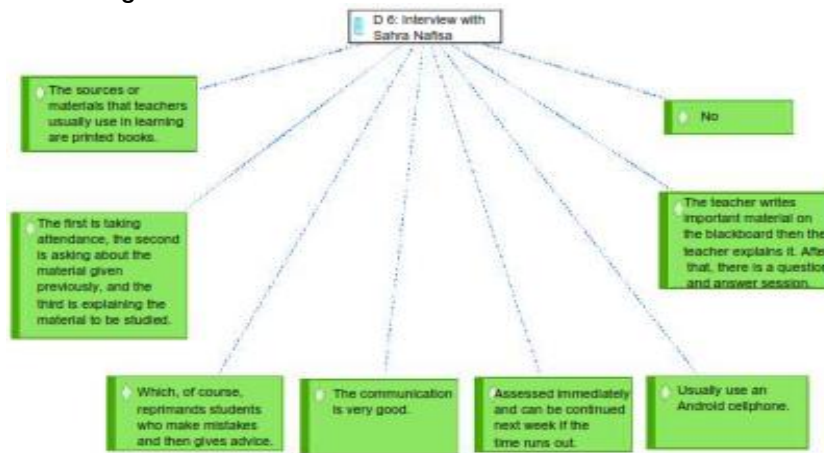 D 6: Interview with
Sahra Nafisa
The sources or
materials that teachers
usually use in learning
are printed books.
No
The first is taking
attendance, the second
is asking about the
material given
previously, and the
third is explaining the
material to be studied.
The teacher writes
important material on
the blackboard then the
teacher explains it. Afte
that, there is a question
and answer session.
Which, of course,
reprimands students
who make mistakes
and then gives advice.
The communication
is very good.
Assessed immediately
and can be continued
next week if the
time runs out.
Usually use an
Android cellphone.